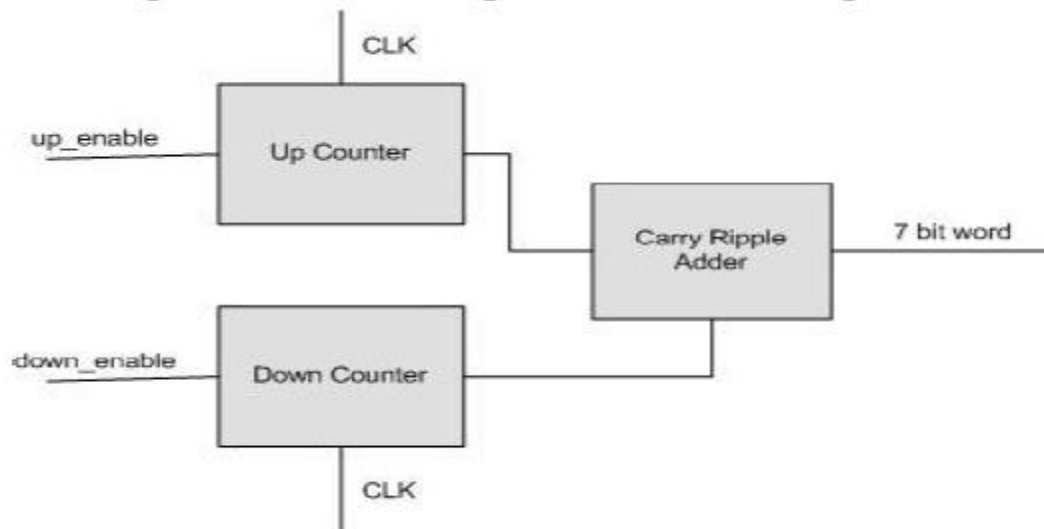 CLK
up_enable
Up Counter
Carry Ripple
Adder
7 bit word
down_enable
Down Counter
CLK